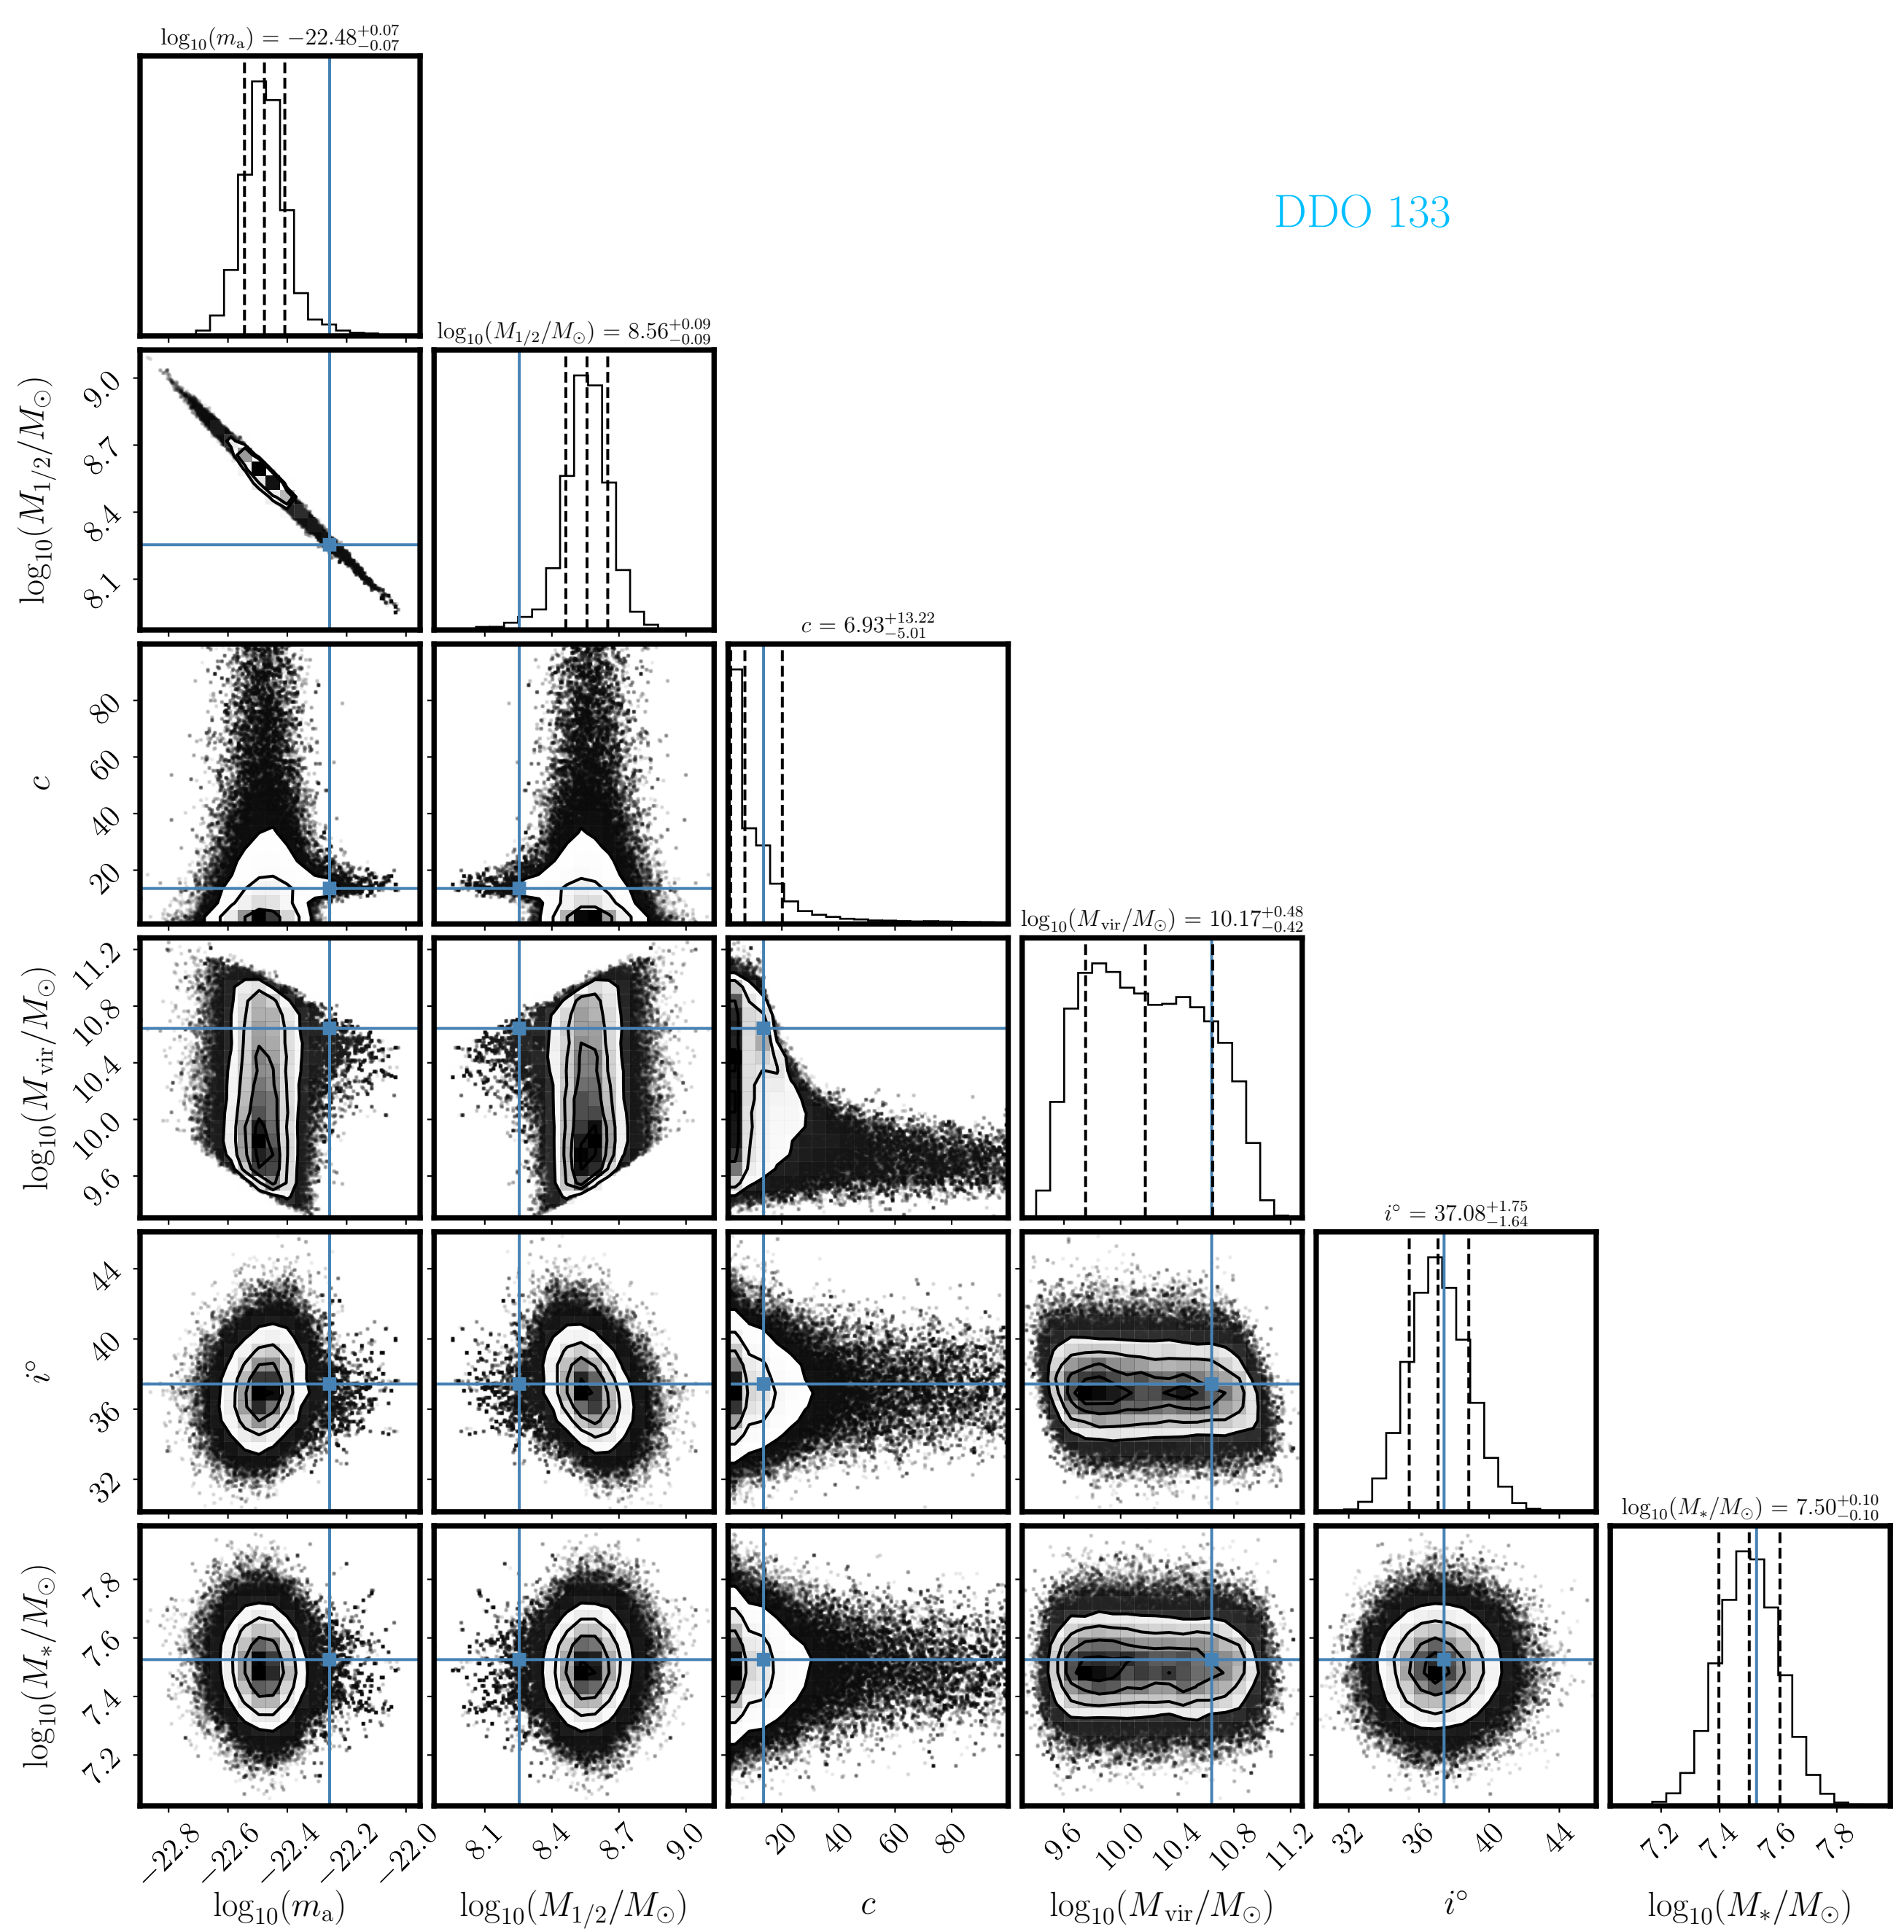 log₁₀(mₐ) = −22.48⁺⁰·⁰⁷₋₀.₀₇
DDO 133
log₁₀(M₁/₂/M⊙) = 8.56⁺⁰·⁰⁹₋₀.₀₉
log₁₀(M₁/₂/M⊙)
9.0
8.7
8.4
8.1
c = 6.93⁺¹³·²²₋₅.₀₁
c
80
60
40
20
log₁₀(Mvir/M⊙) = 10.17⁺⁰·⁴⁸₋₀.₄₂
log₁₀(Mvir/M⊙)
11.2
10.8
10.4
10.0
9.6
i° = 37.08⁺¹·⁷⁵₋₁.₆₄
i°
44
40
36
32
log₁₀(M*/M⊙) = 7.50⁺⁰·¹⁰₋₀.₁₀
log₁₀(M*/M⊙)
7.8
7.6
7.4
7.2
−22.8 −22.6 −22.4 −22.2 −22.0 8.1 8.4 8.7 9.0 20 40 60 80 9.6 10.0 10.4 10.8 11.2 32 36 40 44 7.2 7.4 7.6 7.8
log₁₀(mₐ) log₁₀(M₁/₂/M⊙) c log₁₀(Mvir/M⊙) i° log₁₀(M*/M⊙)